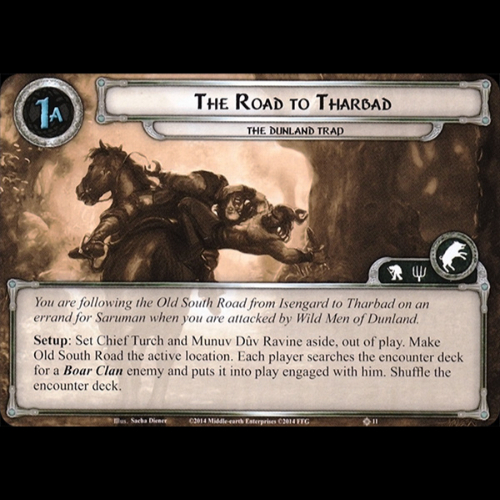 1A
THE ROAD TO THARBAD
THE DUNLAND TRAP
You are following the Old South Road from Isengard to Tharbad on an
errand for Saruman when you are attacked by Wild Men of Dunland.
Setup: Set Chief Turch and Munuv Dûv Ravine aside, out of play. Make
Old South Road the active location. Each player searches the encounter deck
for a Boar Clan enemy and puts it into play engaged with him. Shuffle the
encounter deck.
Illus. Sacha Diener ©2014 Middle-earth Enterprises ©2014 FFG 11